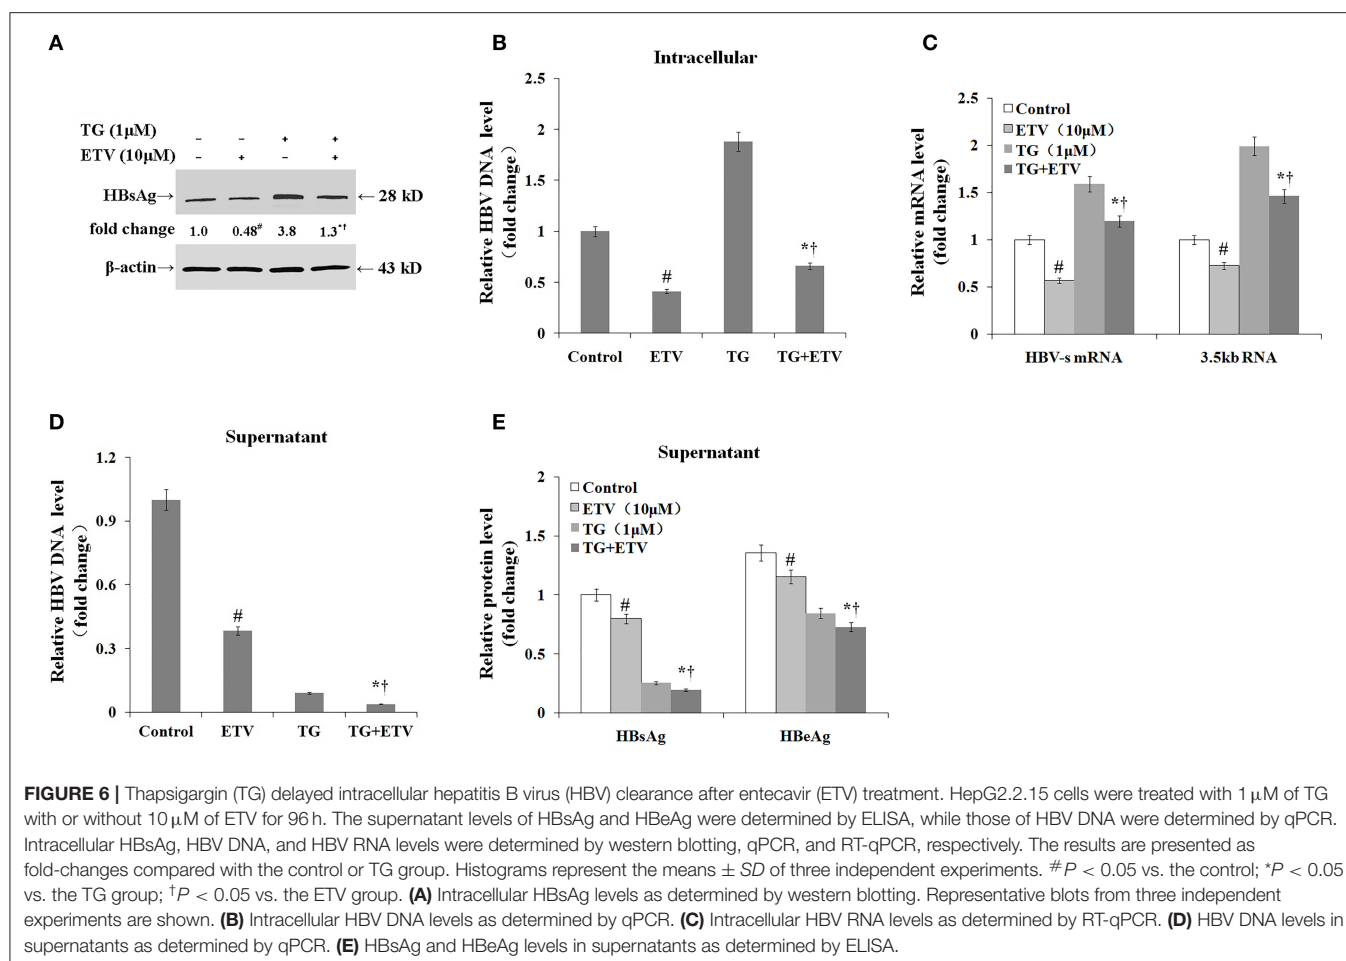 A
TG (1μM) – – + +
ETV (10μM) – + – +
HBsAg→ ←28 kD
fold change 1.0 0.48# 3.8 1.3*†
β-actin→ ←43 kD
B
Intracellular
Relative HBV DNA level
(fold change)
2.5
2
1.5
1
0.5
0
Control ETV TG TG+ETV
#
*†
C
Relative mRNA level
(fold change)
2.5
2
1.5
1
0.5
0
Control
ETV (10μM)
TG (1μM)
TG+ETV
#
*†
#
*†
HBV-s mRNA 3.5kb RNA
D
Supernatant
Relative HBV DNA level
(fold change)
1.2
0.9
0.6
0.3
0
#
*†
Control ETV TG TG+ETV
E
Supernatant
Relative protein level
(fold change)
2
1.5
1
0.5
0
Control
ETV (10μM)
TG (1μM)
TG+ETV
#
*†
#
*†
HBsAg HBeAg
FIGURE 6 | Thapsigargin (TG) delayed intracellular hepatitis B virus (HBV) clearance after entecavir (ETV) treatment. HepG2.2.15 cells were treated with 1 μM of TG
with or without 10 μM of ETV for 96 h. The supernatant levels of HBsAg and HBeAg were determined by ELISA, while those of HBV DNA were determined by qPCR.
Intracellular HBsAg, HBV DNA, and HBV RNA levels were determined by western blotting, qPCR, and RT-qPCR, respectively. The results are presented as
fold-changes compared with the control or TG group. Histograms represent the means ± SD of three independent experiments. #P < 0.05 vs. the control; *P < 0.05
vs. the TG group; †P < 0.05 vs. the ETV group. (A) Intracellular HBsAg levels as determined by western blotting. Representative blots from three independent
experiments are shown. (B) Intracellular HBV DNA levels as determined by qPCR. (C) Intracellular HBV RNA levels as determined by RT-qPCR. (D) HBV DNA levels in
supernatants as determined by qPCR. (E) HBsAg and HBeAg levels in supernatants as determined by ELISA.